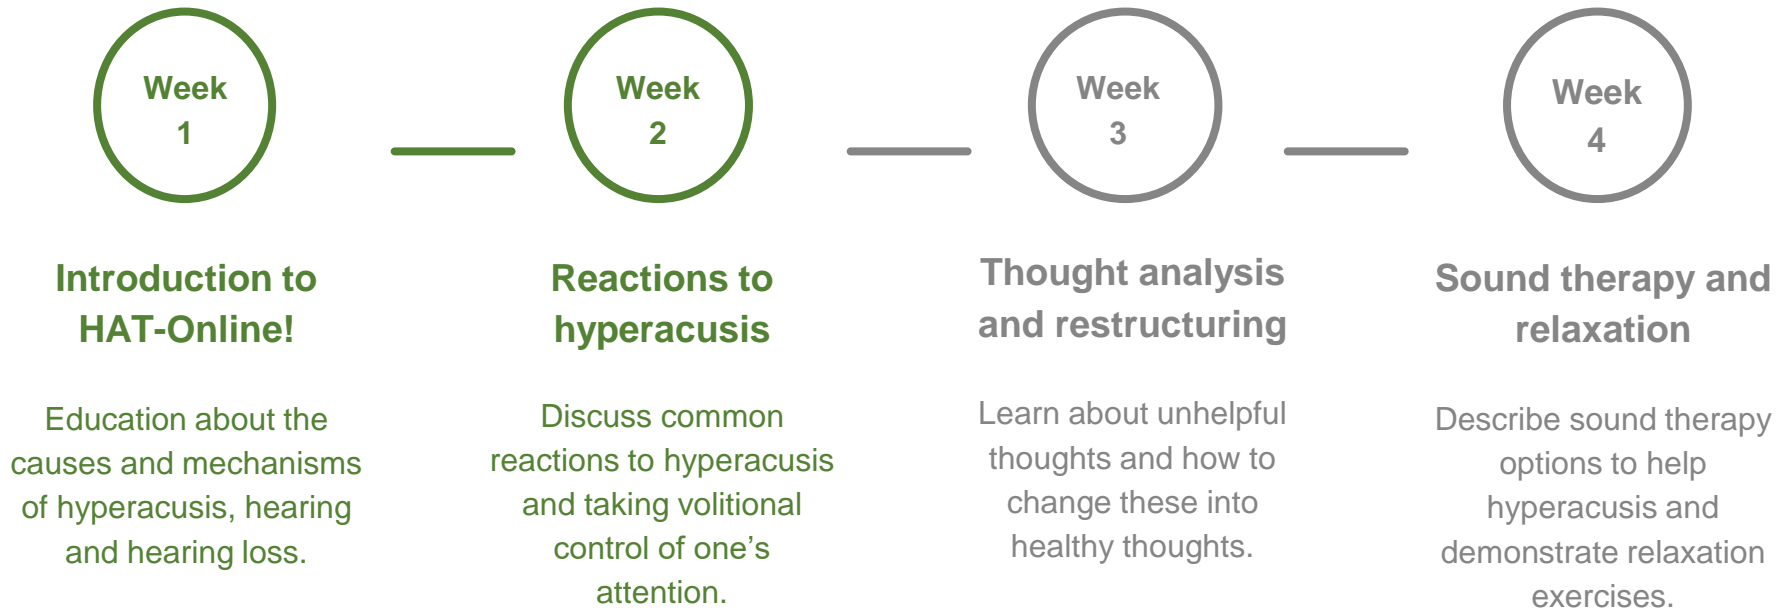 Week
1
Introduction to
HAT-Online!
Education about the
causes and mechanisms
of hyperacusis, hearing
and hearing loss.
Week
2
Reactions to
hyperacusis
Discuss common
reactions to hyperacusis
and taking volitional
control of one’s
attention.
Week
3
Thought analysis
and restructuring
Learn about unhelpful
thoughts and how to
change these into
healthy thoughts.
Week
4
Sound therapy and
relaxation
Describe sound therapy
options to help
hyperacusis and
demonstrate relaxation
exercises.